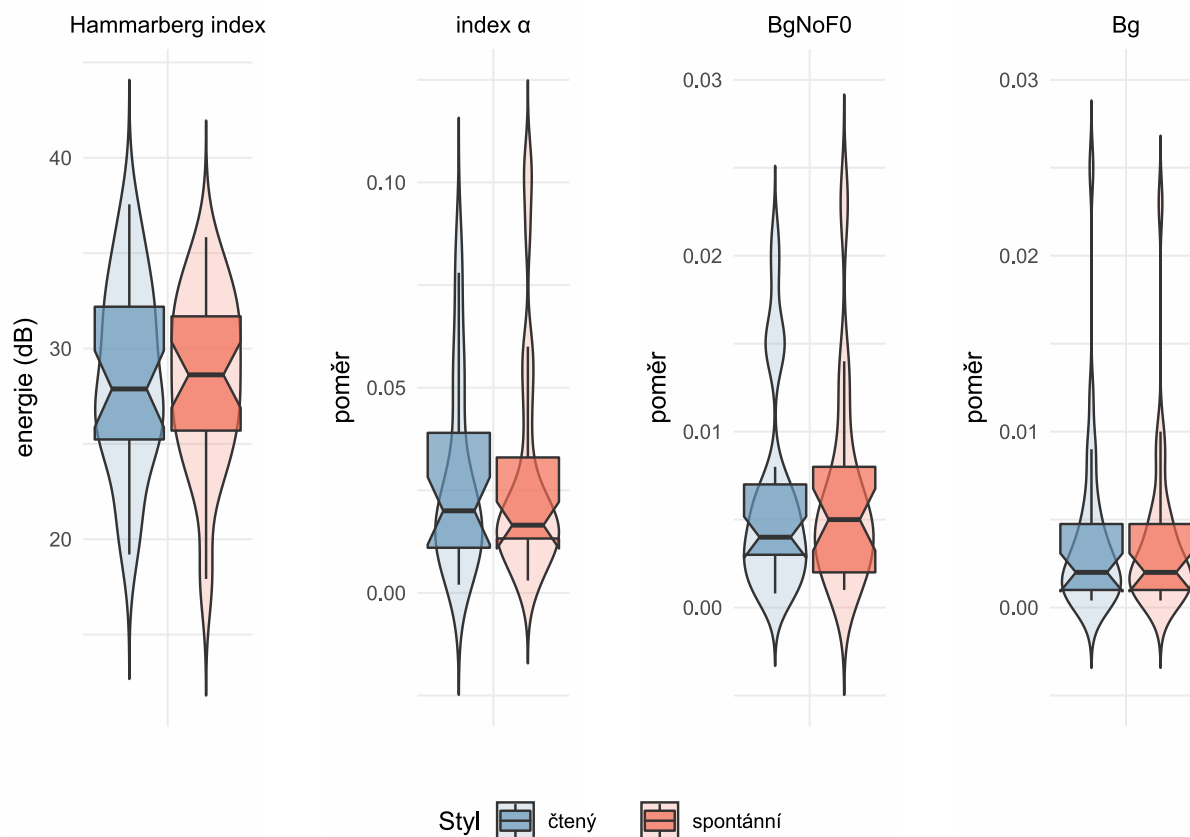 Hammarberg index
energie (dB)
40
30
20
index α
poměr
0.10
0.05
0.00
BgNoF0
poměr
0.03
0.02
0.01
0.00
Bg
poměr
0.03
0.02
0.01
0.00
Styl čtený spontánní